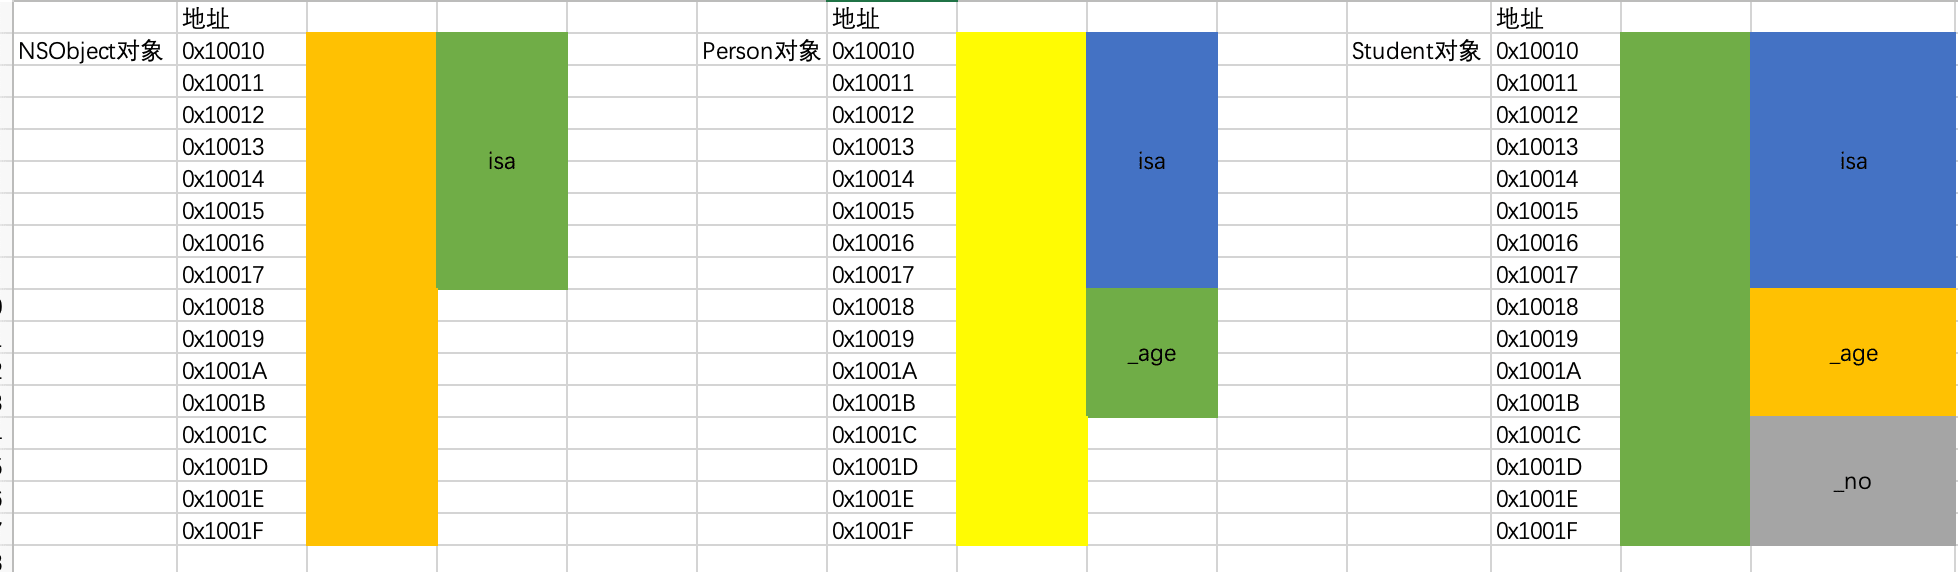 地址 地址 地址
NSObject对象 0x10010 Person对象 0x10010 Student对象 0x10010
0x10011 0x10011 0x10011
0x10012 0x10012 0x10012
0x10013 0x10013 0x10013
isa isa isa
0x10014 0x10014 0x10014
0x10015 0x10015 0x10015
0x10016 0x10016 0x10016
0x10017 0x10017 0x10017
0x10018 0x10018 0x10018
0x10019 0x10019 0x10019
_age _age
0x1001A 0x1001A 0x1001A
0x1001B 0x1001B 0x1001B
0x1001C 0x1001C 0x1001C
0x1001D 0x1001D 0x1001D
_no
0x1001E 0x1001E 0x1001E
0x1001F 0x1001F 0x1001F